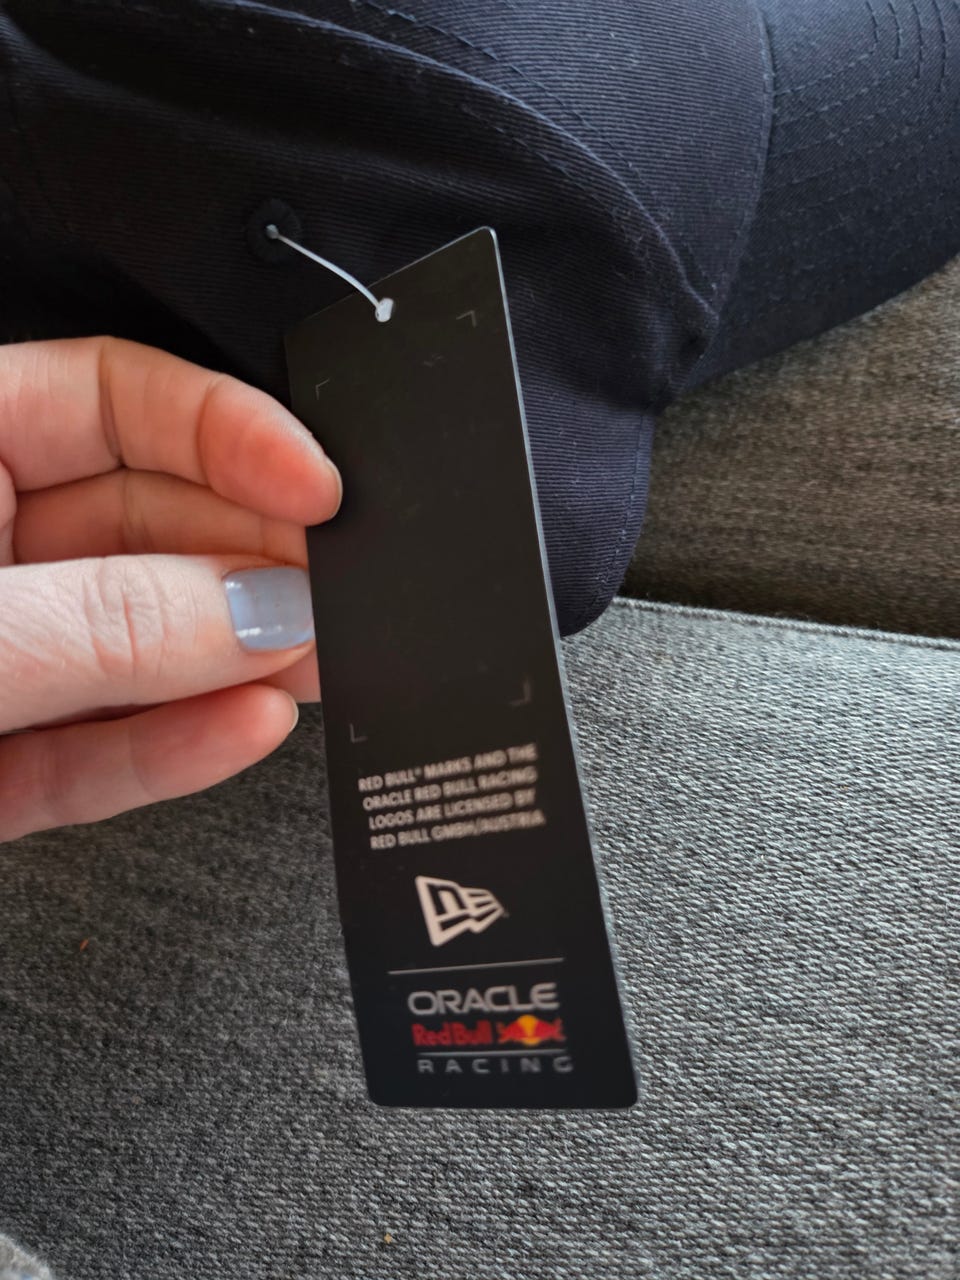 RED BULL® MARKS AND THE
ORACLE RED BULL RACING
LOGOS ARE LICENSED BY
RED BULL GMBH/AUSTRIA
NE
ORACLE
Red Bull
RACING